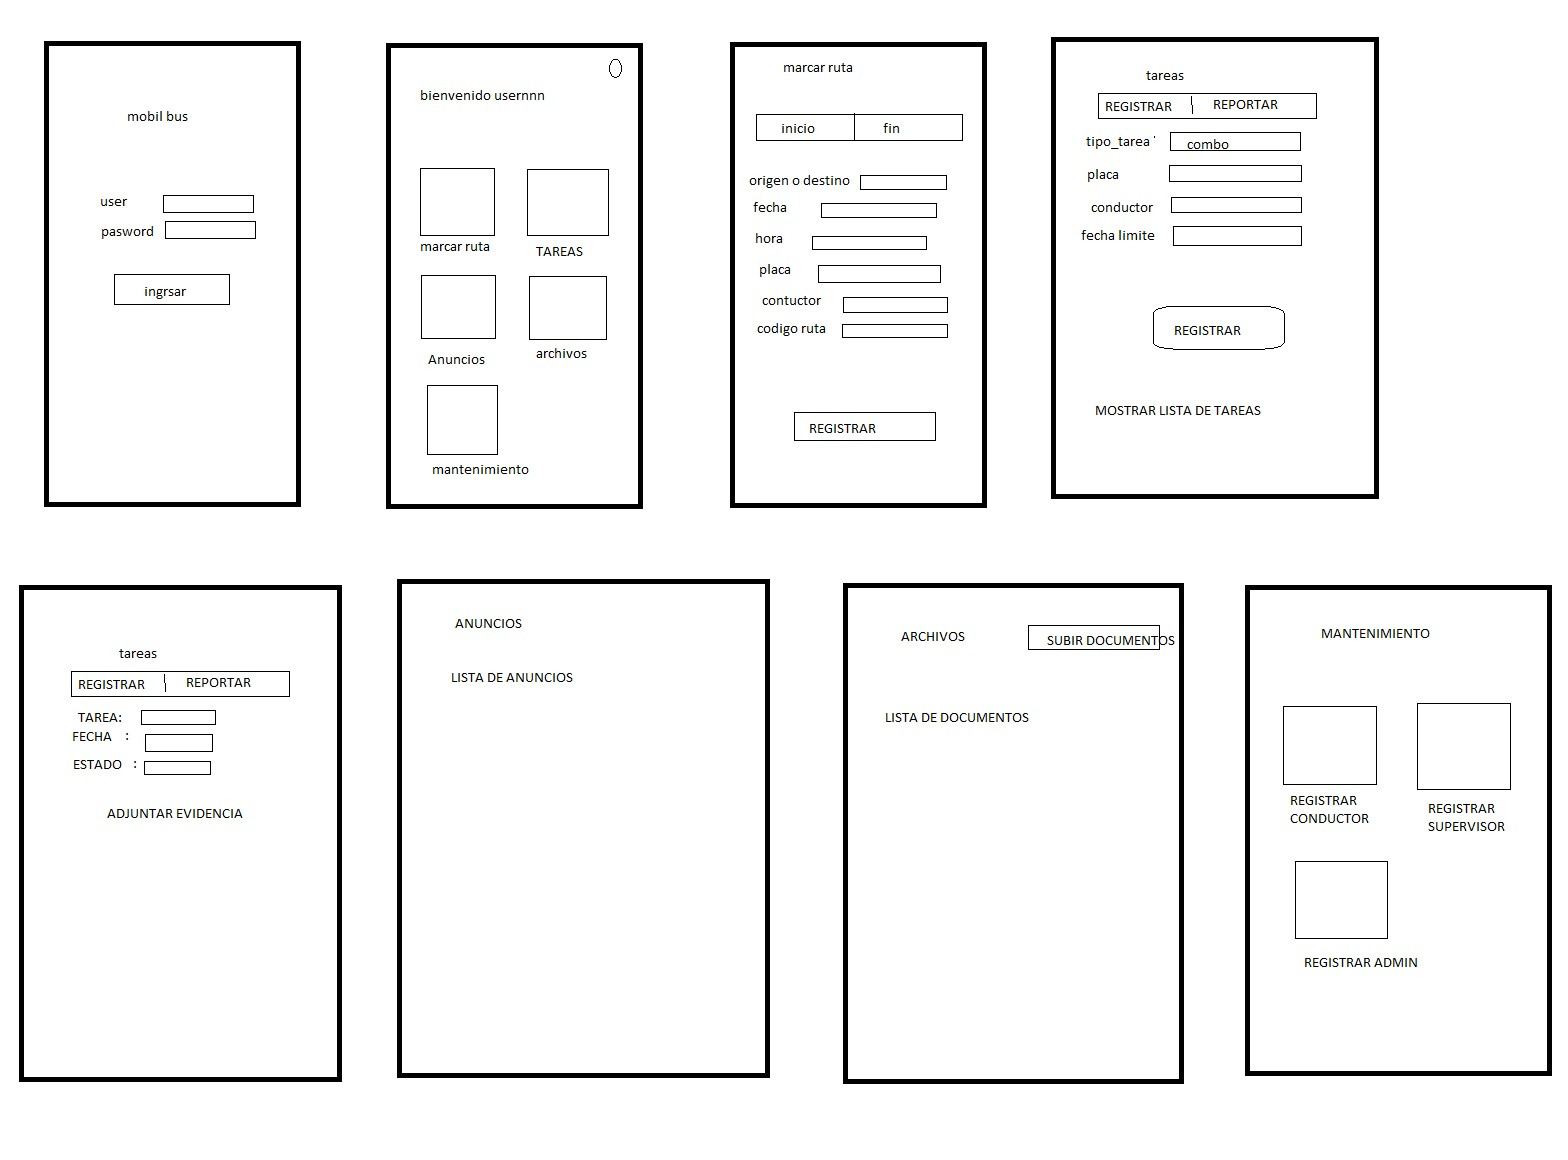 mobil bus
user
pasword
ingrsar
bienvenido usernnn
marcar ruta
TAREAS
Anuncios
archivos
mantenimiento
marcar ruta
inicio
fin
origen o destino
fecha
hora
placa
contuctor
codigo ruta
REGISTRAR
tareas
REGISTRAR
REPORTAR
tipo_tarea
combo
placa
conductor
fecha limite
REGISTRAR
MOSTRAR LISTA DE TAREAS
tareas
REGISTRAR
REPORTAR
TAREA:
FECHA :
ESTADO :
ADJUNTAR EVIDENCIA
ANUNCIOS
LISTA DE ANUNCIOS
ARCHIVOS
SUBIR DOCUMENTOS
LISTA DE DOCUMENTOS
MANTENIMIENTO
REGISTRAR
CONDUCTOR
REGISTRAR
SUPERVISOR
REGISTRAR ADMIN